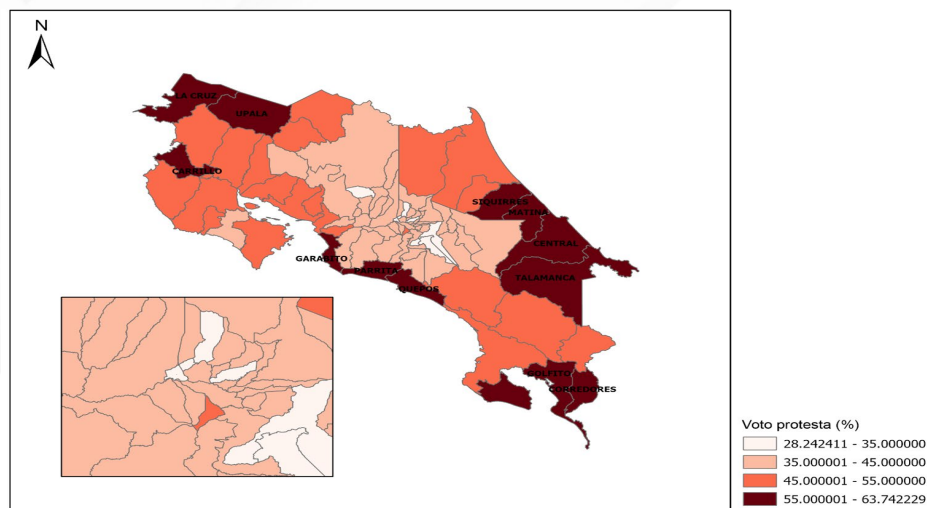 N
LA CRUZ
UPALA
CARRILLO
SIQUIRRES
MATINA
CENTRAL
GARABITO
TALAMANCA
PARRITA
QUEPOS
GOLFITO
CORREDORES
Voto protesta (%)
28.242411 - 35.000000
35.000001 - 45.000000
45.000001 - 55.000000
55.000001 - 63.742229